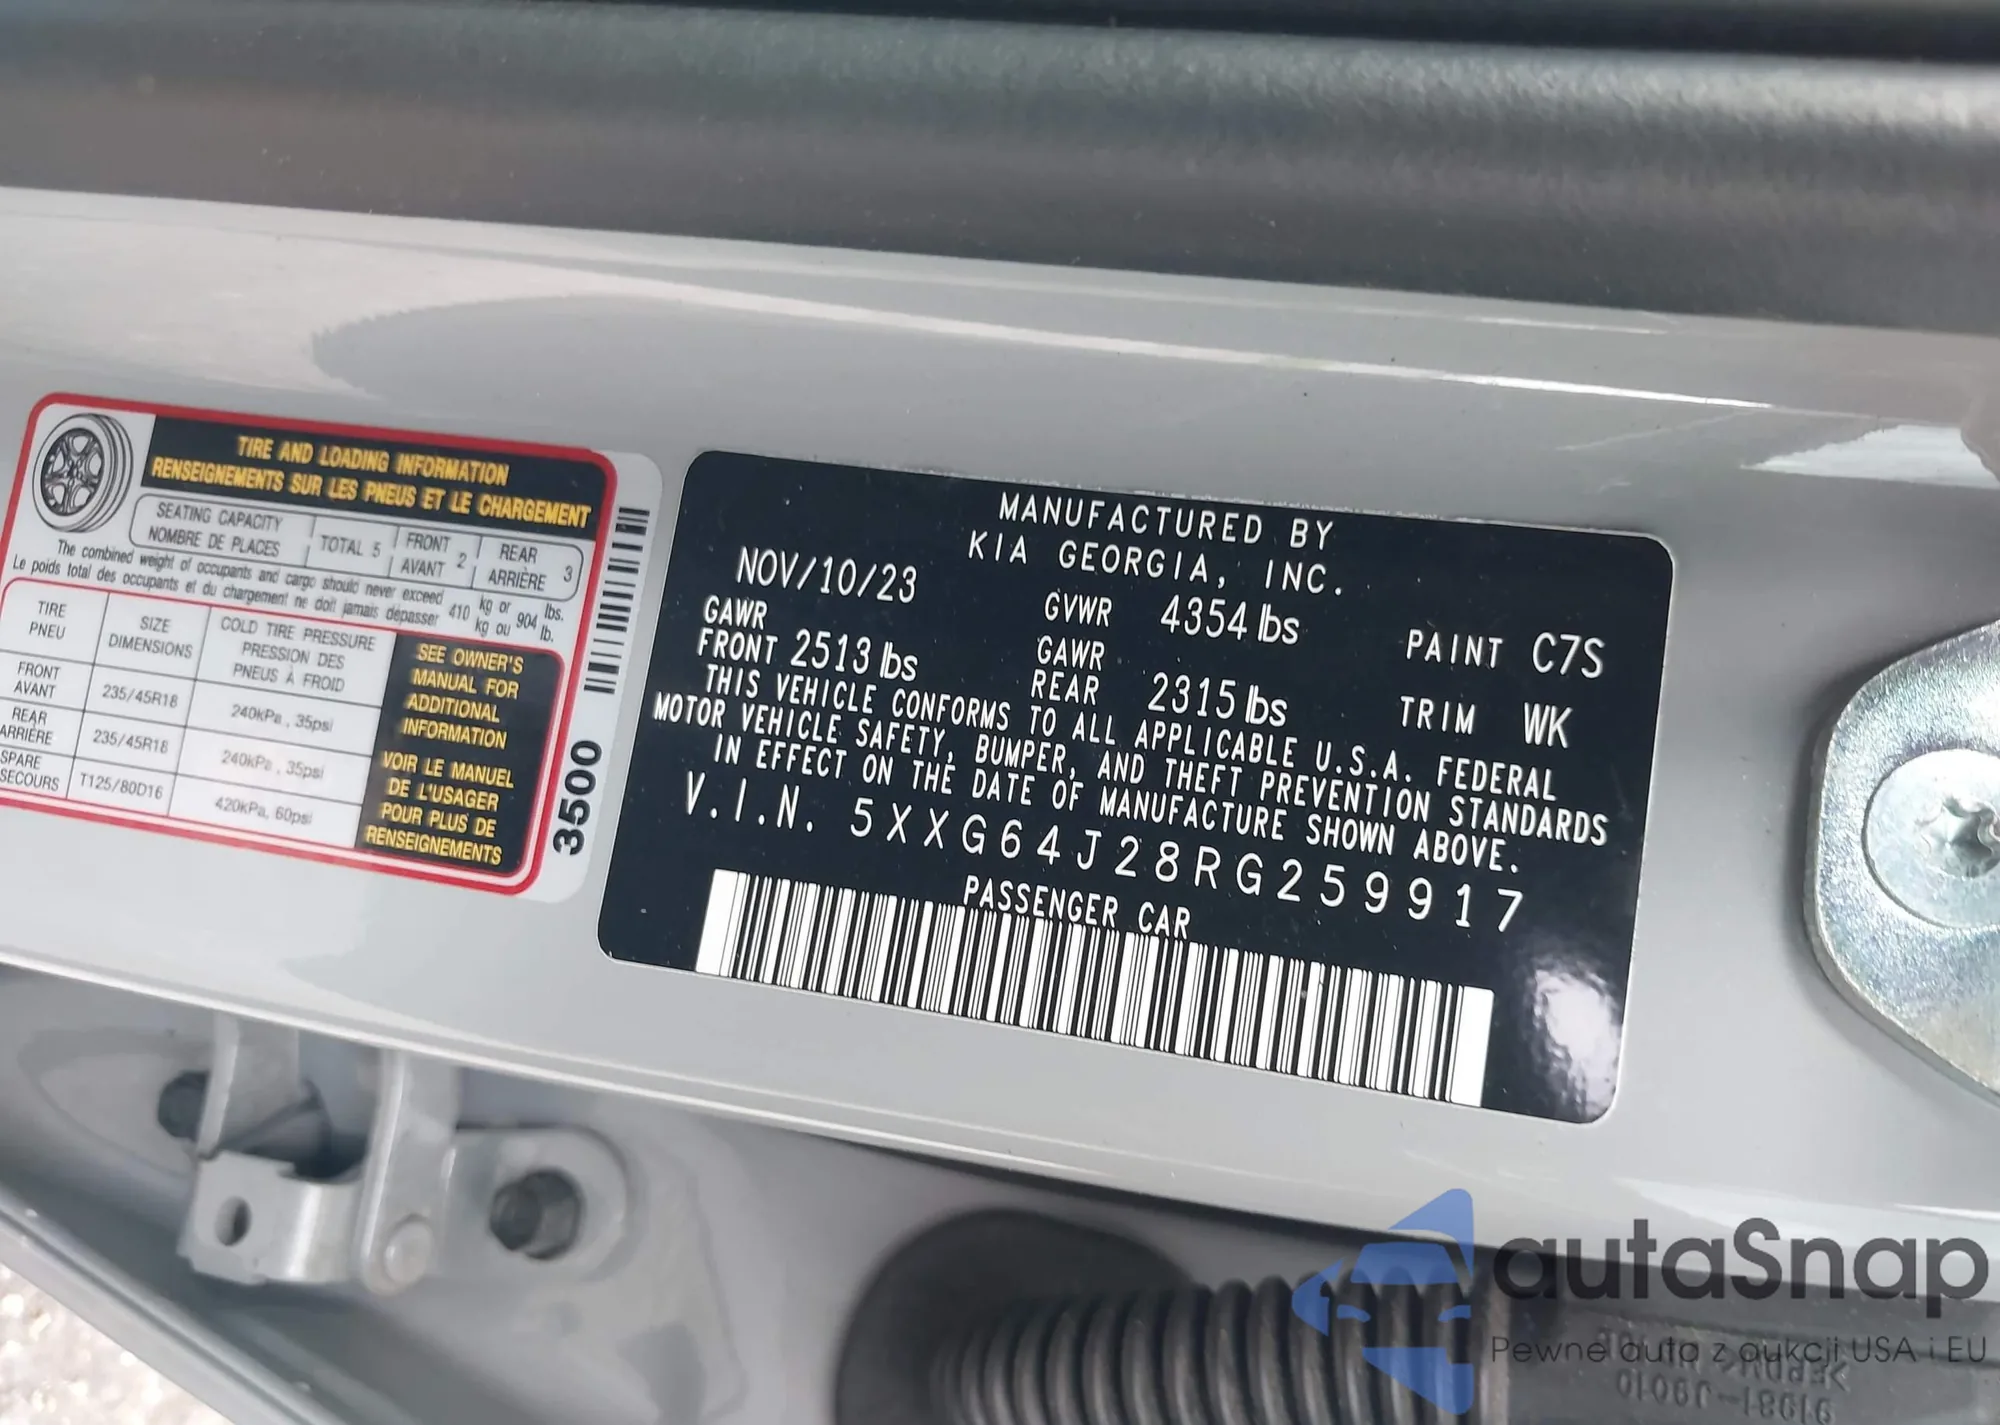 TIRE AND LOADING INFORMATION
RENSEIGNEMENTS SUR LES PNEUS ET LE CHARGEMENT
SEATING CAPACITY
NOMBRE DE PLACES
TOTAL 5
FRONT
AVANT 2
REAR
ARRIÈRE 3
The combined weight of occupants and cargo should never exceed
Le poids total des occupants et du chargement ne doit jamais dépasser
410 kg or kg ou 904 lbs. lb.
TIRE
PNEU
SIZE
DIMENSIONS
COLD TIRE PRESSURE
PRESSION DES
PNEUS À FROID
FRONT
AVANT
235/45R18
240kPa, 35psi
REAR
ARRIÈRE
235/45R18
240kPa, 35psi
SPARE
SECOURS
T125/80D16
420kPa, 60psi
SEE OWNER'S
MANUAL FOR
ADDITIONAL
INFORMATION
VOIR LE MANUEL
DE L'USAGER
POUR PLUS DE
RENSEIGNEMENTS
3500
MANUFACTURED BY
KIA GEORGIA, INC.
NOV/10/23
GVWR 4354 lbs
GAWR
FRONT 2513 lbs
GAWR
REAR 2315 lbs
PAINT C7S
TRIM WK
THIS VEHICLE CONFORMS TO ALL APPLICABLE U.S.A. FEDERAL
MOTOR VEHICLE SAFETY, BUMPER, AND THEFT PREVENTION STANDARDS
IN EFFECT ON THE DATE OF MANUFACTURE SHOWN ABOVE.
V.I.N. 5XXG64J28RG259917
PASSENGER CAR
autaSnap
Pewne auta z aukcji USA i EU